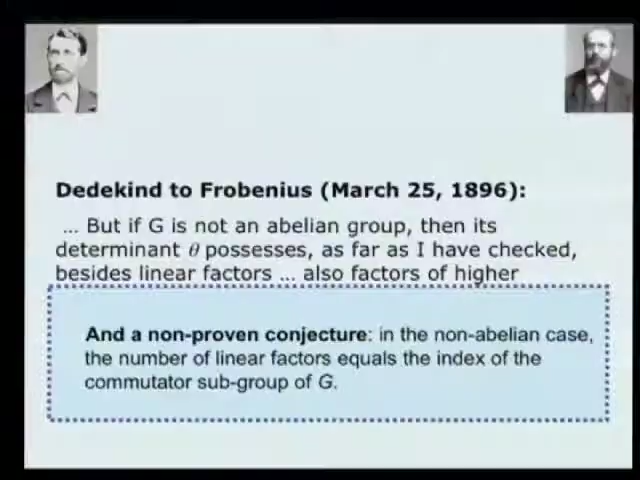 Dedekind to Frobenius (March 25, 1896):
... But if G is not an abelian group, then its
determinant θ possesses, as far as I have checked,
besides linear factors ... also factors of higher
And a non-proven conjecture: in the non-abelian case,
the number of linear factors equals the index of the
commutator sub-group of G.